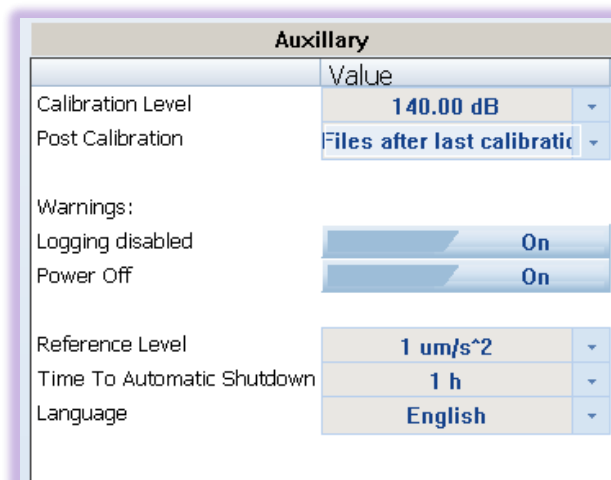 Auxillary
Value
Calibration Level 140.00 dB
Post Calibration Files after last calibratic
Warnings:
Logging disabled On
Power Off On
Reference Level 1 um/s^2
Time To Automatic Shutdown 1 h
Language English